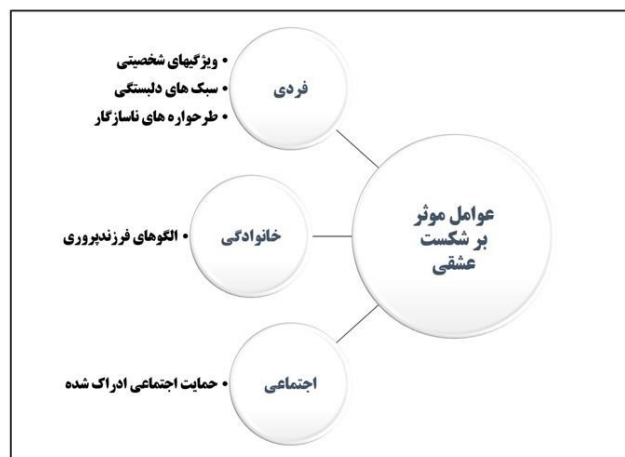 عوامل موثر
بر شکست
عشقی
فردی
• ویژگیهای شخصیتی
• سبک های دلبستگی
• طرحواره های ناسازگار
خانوادگی
• الگوهای فرزندپروری
اجتماعی
• حمایت اجتماعی ادراک شده